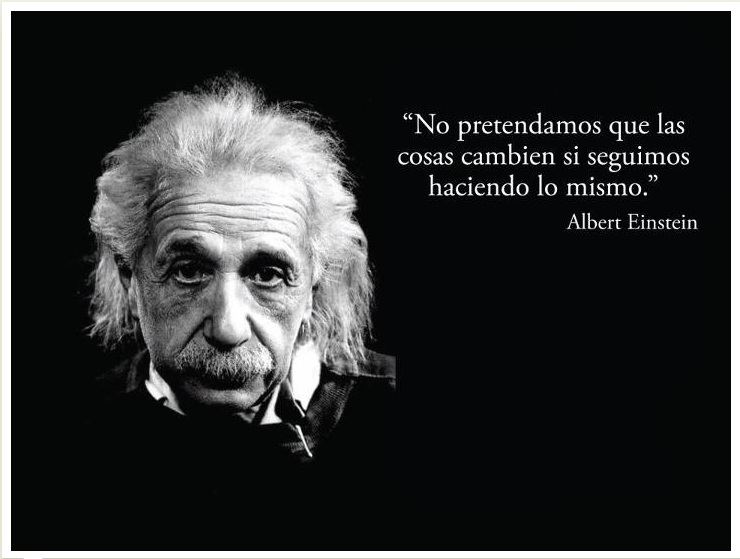 “No pretendamos que las
cosas cambien si seguimos
haciendo lo mismo.”
Albert Einstein